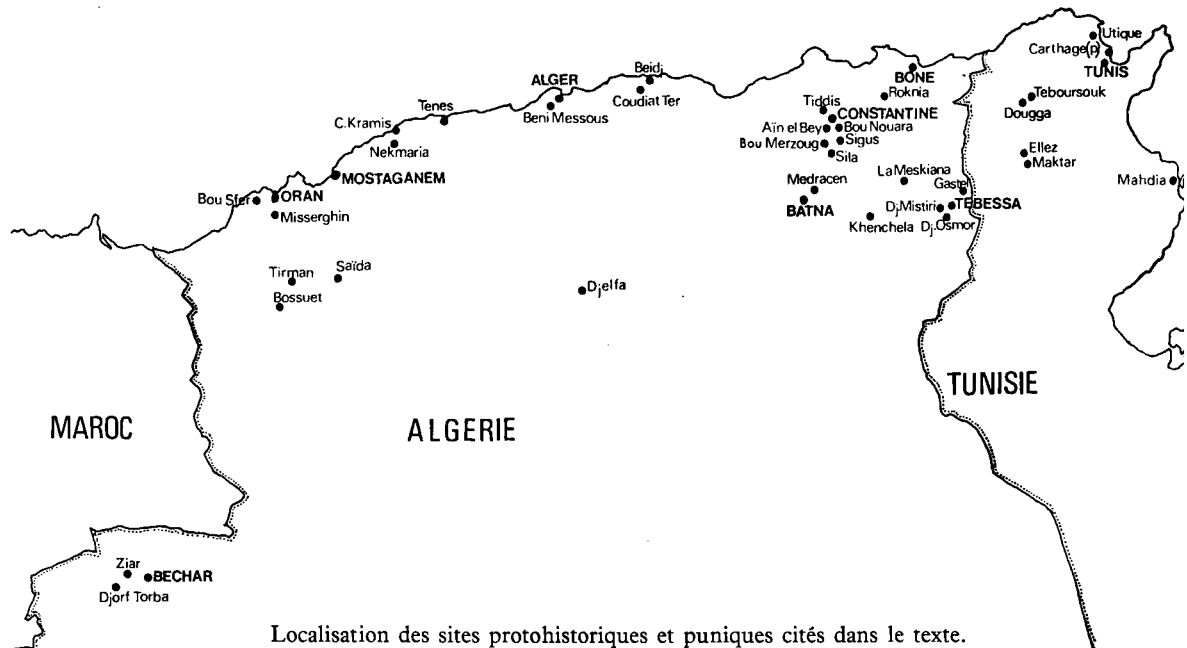 Utique
Carthage(p)
TUNIS
Beidj
BONE
ALGER
Roknia
Teboursouk
Coudiat Ter
Tenes
Beni Messous
Tiddis
Dougga
CONSTANTINE
C.Kramis
Aïn el Bey
Bou Nouara
Nekmaria
Bou Merzoug
Sigus
Ellez
Sila
Maktar
MOSTAGANEM
La Meskiana
Mahdia
Medracen
Gastel
Bou Sfer
ORAN
BATNA
Dj.Mistiri
TEBESSA
Misserghin
Khenchela
Dj.Osmor
Tirman
Saïda
Djelfa
Bossuet
TUNISIE
MAROC
ALGERIE
Ziar
BECHAR
Djorf Torba
Localisation des sites protohistoriques et puniques cités dans le texte.